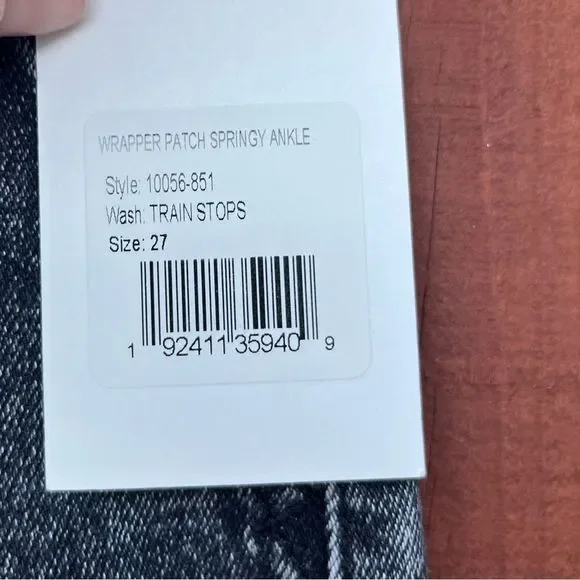 WRAPPER PATCH SPRINGY ANKLE
Style: 10056-851
Wash: TRAIN STOPS
Size: 27
1 92411 35940 9